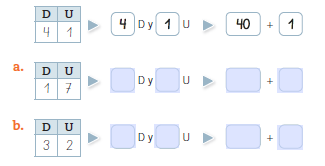 D U
4 1
4 D y 1 U 40 + 1
a.
D U
1 7
D y U +
b.
D U
3 2
D y U +